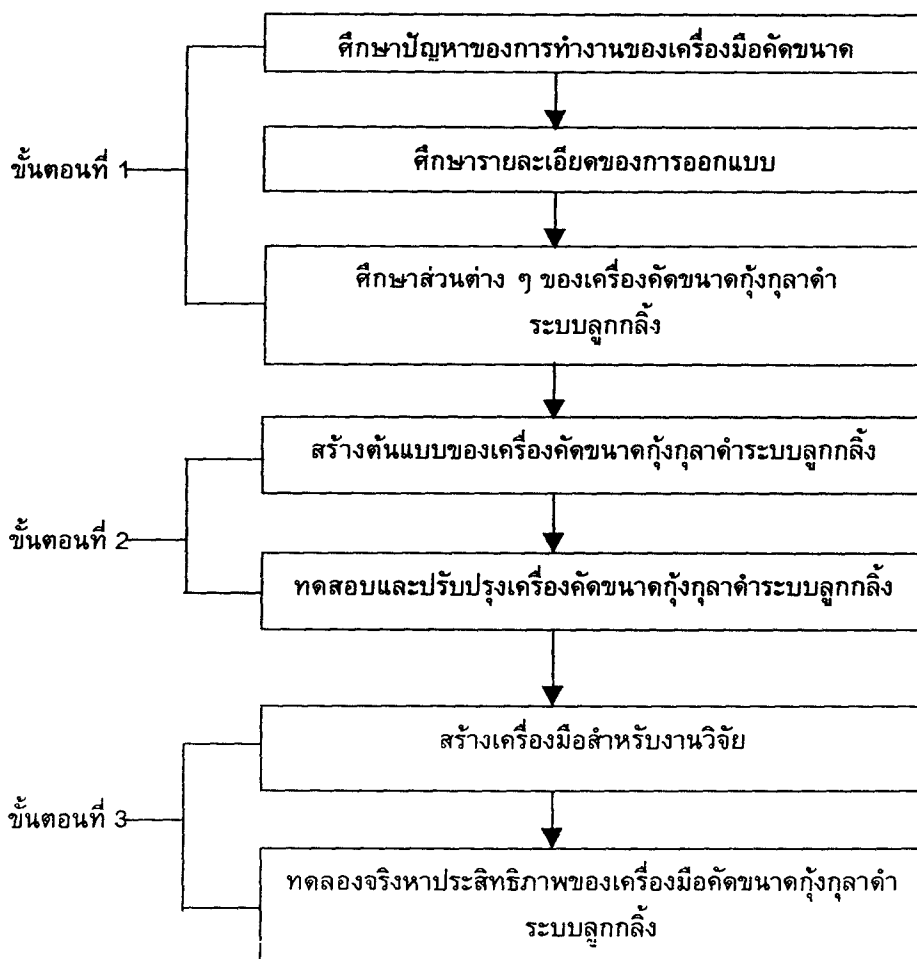 ศึกษาปัญหาของการทำงานของเครื่องมือคัดขนาด
ขั้นตอนที่ 1
ศึกษารายละเอียดของการออกแบบ
ศึกษาส่วนต่าง ๆ ของเครื่องคัดขนาดกุ้งกุลาดำ
ระบบลูกกลิ้ง
สร้างต้นแบบของเครื่องคัดขนาดกุ้งกุลาดำระบบลูกกลิ้ง
ขั้นตอนที่ 2
ทดสอบและปรับปรุงเครื่องคัดขนาดกุ้งกุลาดำระบบลูกกลิ้ง
สร้างเครื่องมือสำหรับงานวิจัย
ขั้นตอนที่ 3
ทดลองจริงหาประสิทธิภาพของเครื่องมือคัดขนาดกุ้งกุลาดำ
ระบบลูกกลิ้ง